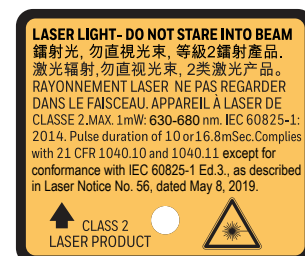 LASER LIGHT- DO NOT STARE INTO BEAM
鐳射光, 勿直視光束, 等級2鐳射產品.
激光辐射,勿直视光束, 2类激光产品。
RAYONNEMENT LASER NE PAS REGARDER
DANS LE FAISCEAU. APPAREIL À LASER DE
CLASSE 2.MAX. 1mW: 630-680 nm. IEC 60825-1:
2014. Pulse duration of 10 or 16.8mSec.Complies
with 21 CFR 1040.10 and 1040.11 except for
conformance with IEC 60825-1 Ed.3., as described
in Laser Notice No. 56, dated May 8, 2019.
CLASS 2
LASER PRODUCT